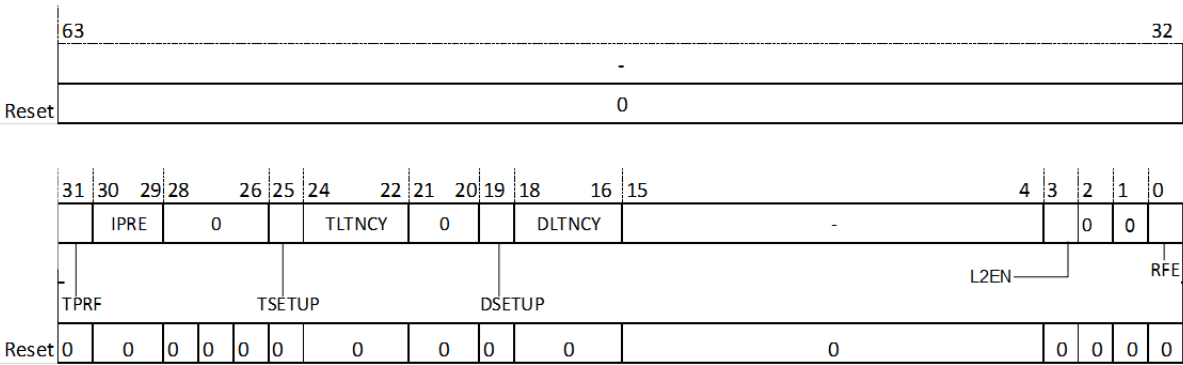 63 32
-
Reset 0
31 30 29 28 26 25 24 22 21 20 19 18 16 15 4 3 2 1 0
IPRE 0 TLTNCY 0 DLTNCY - 0 0
L2EN RFE
TPRF TSETUP DSETUP
Reset 0 0 0 0 0 0 0 0 0 0 0 0 0 0 0